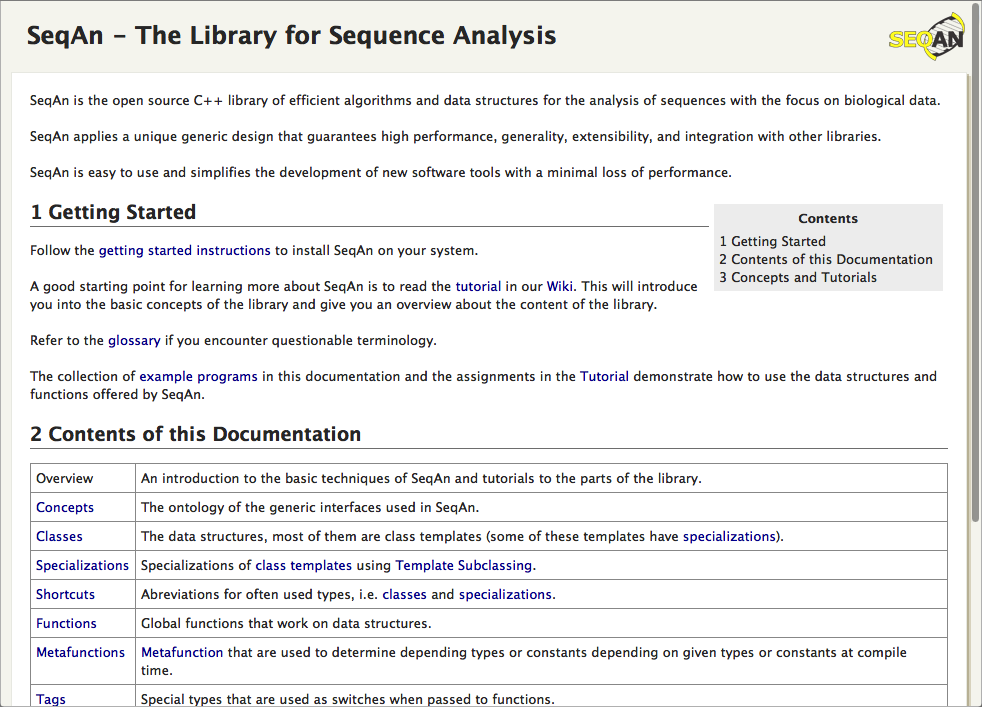 SeqAn – The Library for Sequence Analysis
SEQAN
SeqAn is the open source C++ library of efficient algorithms and data structures for the analysis of sequences with the focus on biological data.
SeqAn applies a unique generic design that guarantees high performance, generality, extensibility, and integration with other libraries.
SeqAn is easy to use and simplifies the development of new software tools with a minimal loss of performance.
1 Getting Started
Follow the getting started instructions to install SeqAn on your system.
A good starting point for learning more about SeqAn is to read the tutorial in our Wiki. This will introduce
you into the basic concepts of the library and give you an overview about the content of the library.
Refer to the glossary if you encounter questionable terminology.
Contents
1 Getting Started
2 Contents of this Documentation
3 Concepts and Tutorials
The collection of example programs in this documentation and the assignments in the Tutorial demonstrate how to use the data structures and
functions offered by SeqAn.
2 Contents of this Documentation
Overview An introduction to the basic techniques of SeqAn and tutorials to the parts of the library.
Concepts The ontology of the generic interfaces used in SeqAn.
Classes The data structures, most of them are class templates (some of these templates have specializations).
Specializations Specializations of class templates using Template Subclassing.
Shortcuts Abreviations for often used types, i.e. classes and specializations.
Functions Global functions that work on data structures.
Metafunctions Metafunction that are used to determine depending types or constants depending on given types or constants at compile
time.
Tags Special types that are used as switches when passed to functions.